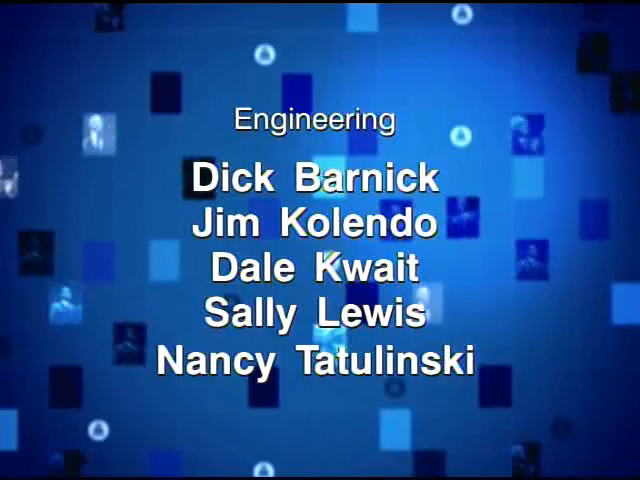 Engineering
Dick Barnick
Jim Kolendo
Dale Kwait
Sally Lewis
Nancy Tatulinski